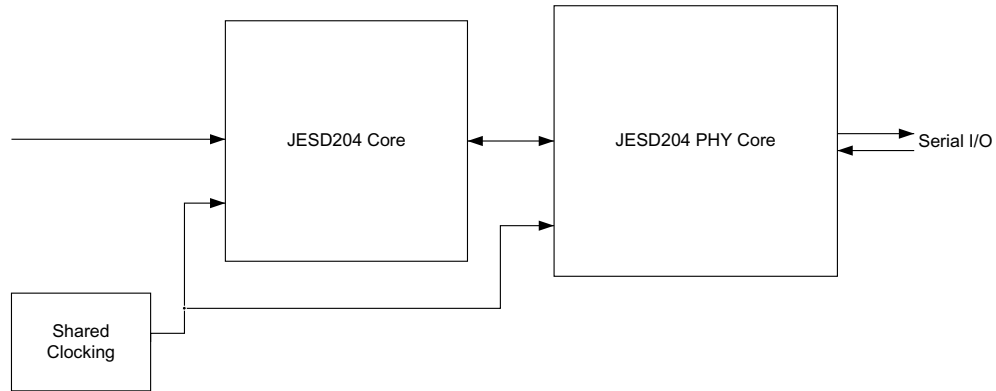 JESD204 Core
JESD204 PHY Core
Serial I/O
Shared
Clocking